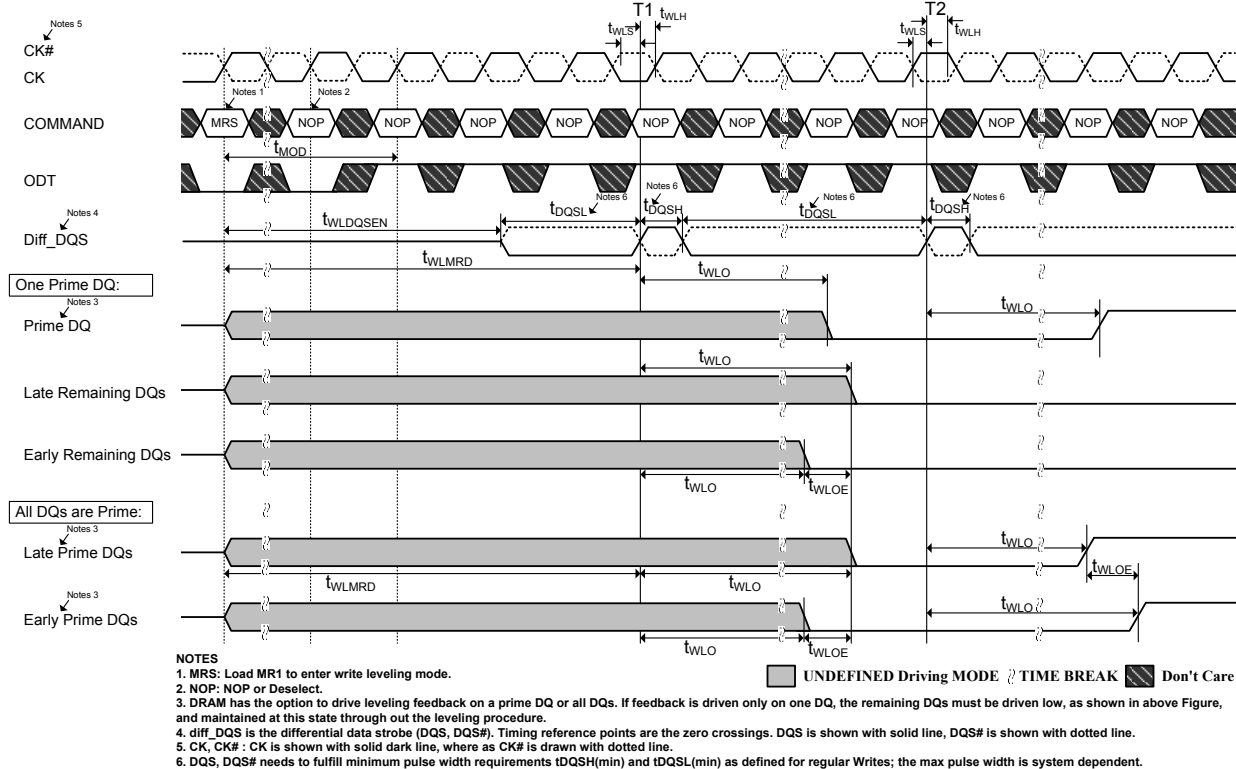 T1
T2
Notes 5
tWLS
tWLH
tWLS
tWLH
CK#
CK
Notes 1
Notes 2
COMMAND
MRS
NOP
NOP
NOP
NOP
NOP
NOP
NOP
NOP
NOP
NOP
NOP
tMOD
ODT
Notes 4
Notes 6
Notes 6
Notes 6
Notes 6
tWLDQSEN
tDQSL
tDQSH
tDQSL
tDQSH
Diff_DQS
tWLMRD
tWLO
One Prime DQ:
Notes 3
Prime DQ
tWLO
tWLO
Late Remaining DQs
Early Remaining DQs
tWLO
tWLOE
All DQs are Prime:
Notes 3
Late Prime DQs
tWLO
tWLMRD
tWLO
tWLOE
Notes 3
Early Prime DQs
tWLO
tWLO
tWLOE
NOTES
1. MRS: Load MR1 to enter write leveling mode.
UNDEFINED Driving MODE
TIME BREAK
Don't Care
2. NOP: NOP or Deselect.
3. DRAM has the option to drive leveling feedback on a prime DQ or all DQs. If feedback is driven only on one DQ, the remaining DQs must be driven low, as shown in above Figure,
and maintained at this state through out the leveling procedure.
4. diff_DQS is the differential data strobe (DQS, DQS#). Timing reference points are the zero crossings. DQS is shown with solid line, DQS# is shown with dotted line.
5. CK, CK# : CK is shown with solid dark line, where as CK# is drawn with dotted line.
6. DQS, DQS# needs to fulfill minimum pulse width requirements tDQSH(min) and tDQSL(min) as defined for regular Writes; the max pulse width is system dependent.